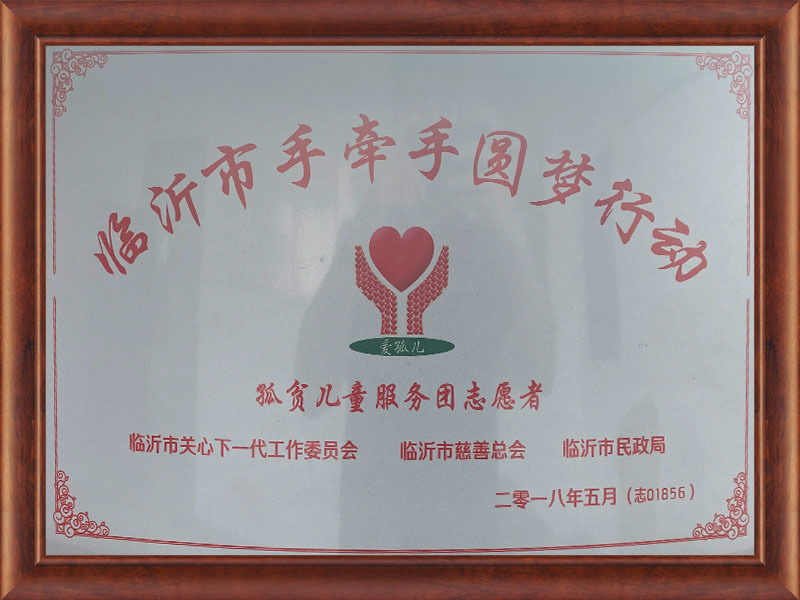 临沂市手牵手圆梦行动
爱孤儿
孤贫儿童服务团志愿者
临沂市关心下一代工作委员会 临沂市慈善总会 临沂市民政局
二零一八年五月（志01856）